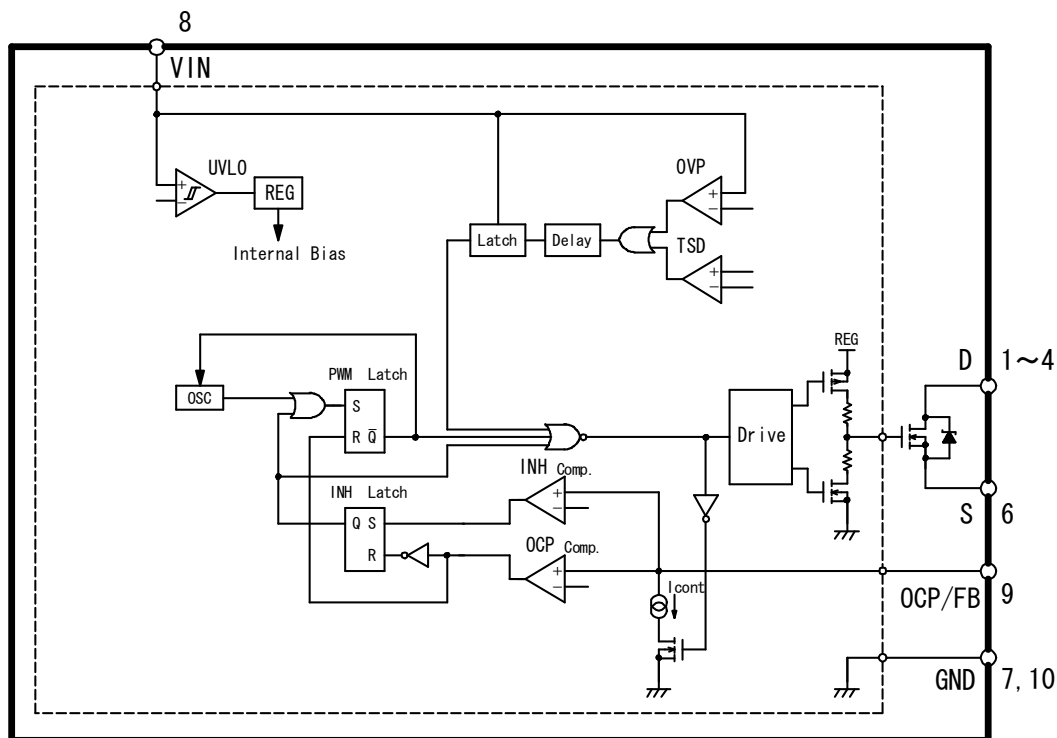 8
VIN
UVLO
REG
Internal Bias
OVP
TSD
Latch
Delay
OSC
PWM Latch
S
R Q̅
INH Latch
Q S
R
INH Comp.
OCP Comp.
Icont
Drive
REG
D
1～4
S
6
OCP/FB
9
GND
7, 10